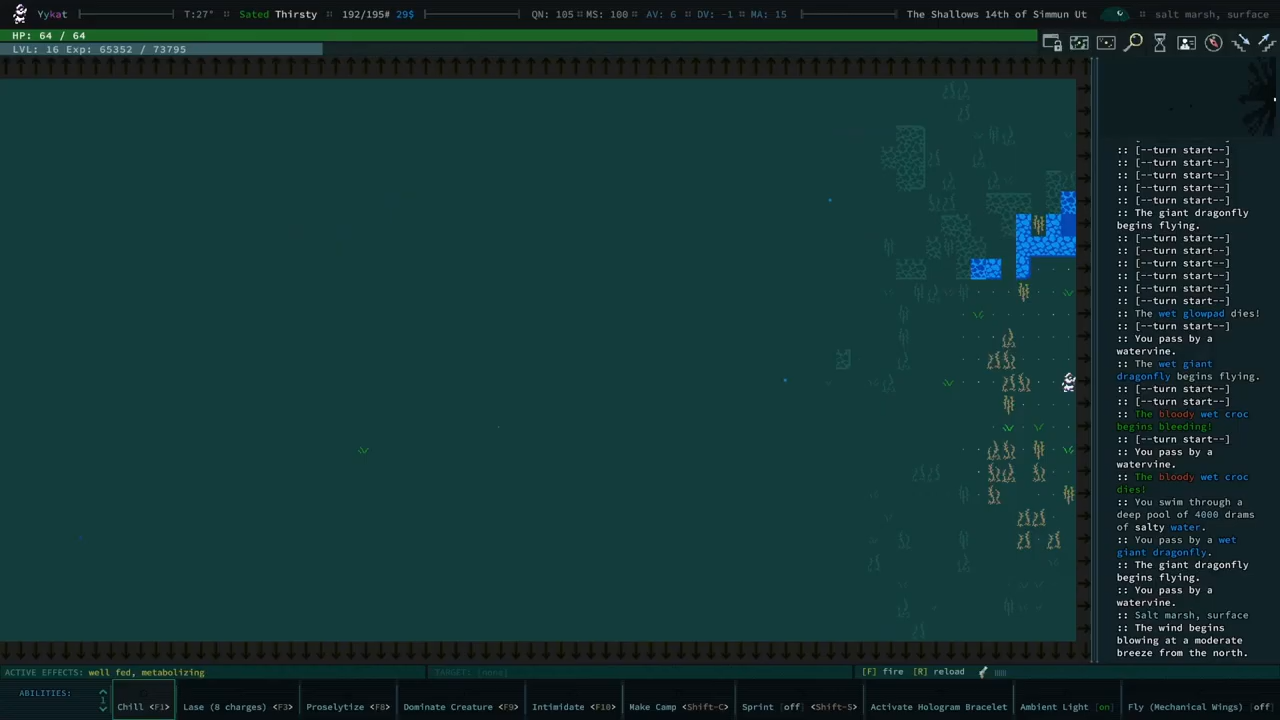 Yykat T:27° Sated Thirsty 192/195# 29$ QN: 105 MS: 100 AV: 6 DV: -1 MA: 15 The Shallows 14th of Simmun Ut salt marsh, surface
HP: 64 / 64
LVL: 16 Exp: 65352 / 73795
:: [--turn start--]
:: [--turn start--]
:: [--turn start--]
:: [--turn start--]
:: [--turn start--]
:: The giant dragonfly
begins flying.
:: [--turn start--]
:: [--turn start--]
:: [--turn start--]
:: [--turn start--]
:: [--turn start--]
:: [--turn start--]
:: The wet glowpad dies!
:: [--turn start--]
:: You pass by a
watervine.
:: The wet giant
dragonfly begins flying.
:: [--turn start--]
:: [--turn start--]
:: The bloody wet croc
begins bleeding!
:: [--turn start--]
:: You pass by a
watervine.
:: The bloody wet croc
dies!
:: You swim through a
deep pool of 4000 drams
of salty water.
:: You pass by a wet
giant dragonfly.
:: The giant dragonfly
begins flying.
:: You pass by a
watervine.
:: Salt marsh, surface
:: The wind begins
blowing at a moderate
breeze from the north.
ACTIVE EFFECTS: well fed, metabolizing TARGET: [none] [F] fire [R] reload
ABILITIES: 1 Chill <F1> Lase (8 charges) <F3> Proselytize <F8> Dominate Creature <F9> Intimidate <F10> Make Camp <Shift-C> Sprint [off] <Shift-S> Activate Hologram Bracelet Ambient Light [on] Fly (Mechanical Wings) [off]